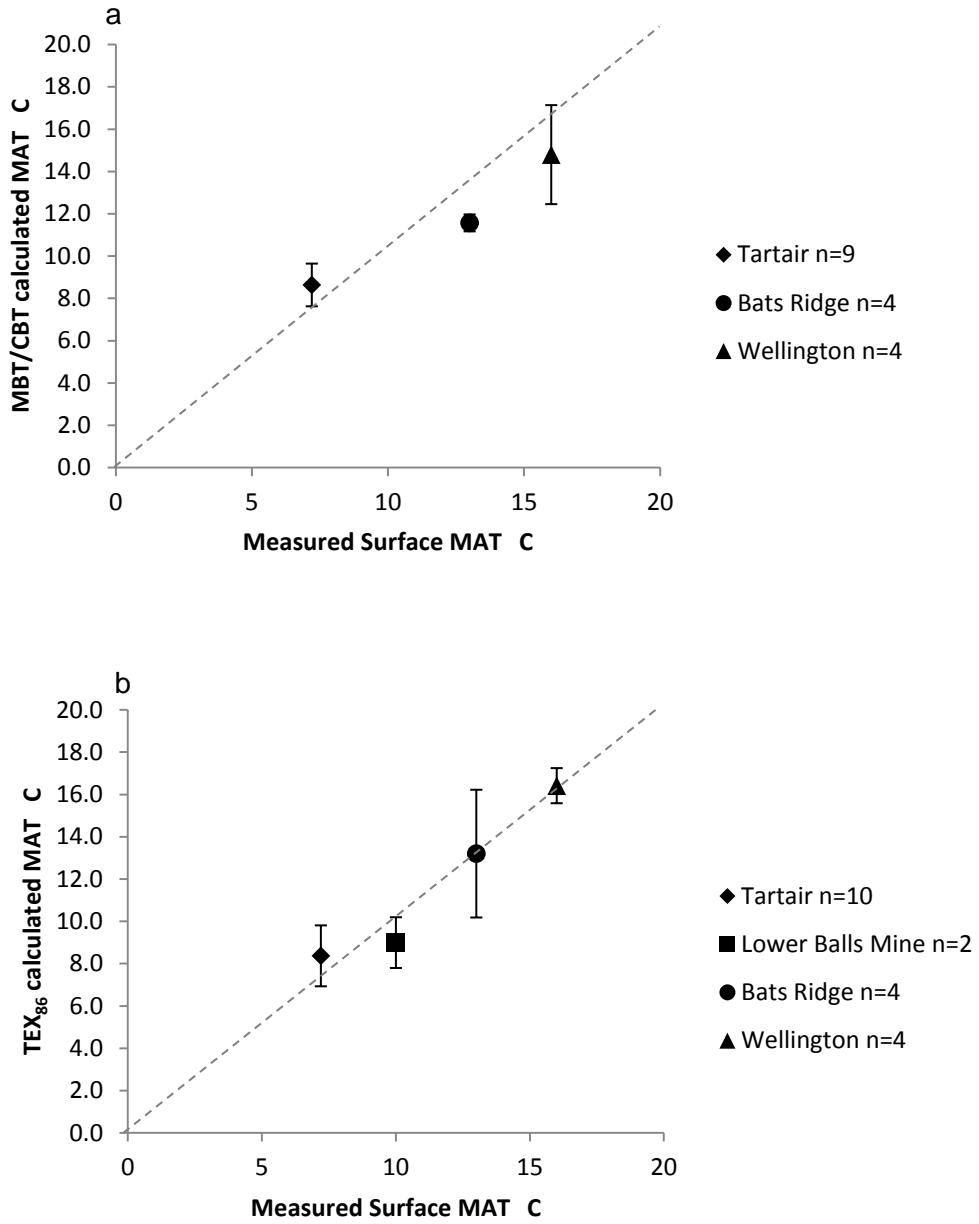 a
20.0
18.0
16.0
14.0
12.0
10.0
8.0
6.0
4.0
2.0
0.0
MBT/CBT calculated MAT C
0 5 10 15 20
Measured Surface MAT C
Tartair n=9
Bats Ridge n=4
Wellington n=4
b
20.0
18.0
16.0
14.0
12.0
10.0
8.0
6.0
4.0
2.0
0.0
TEX86 calculated MAT C
0 5 10 15 20
Measured Surface MAT C
Tartair n=10
Lower Balls Mine n=2
Bats Ridge n=4
Wellington n=4